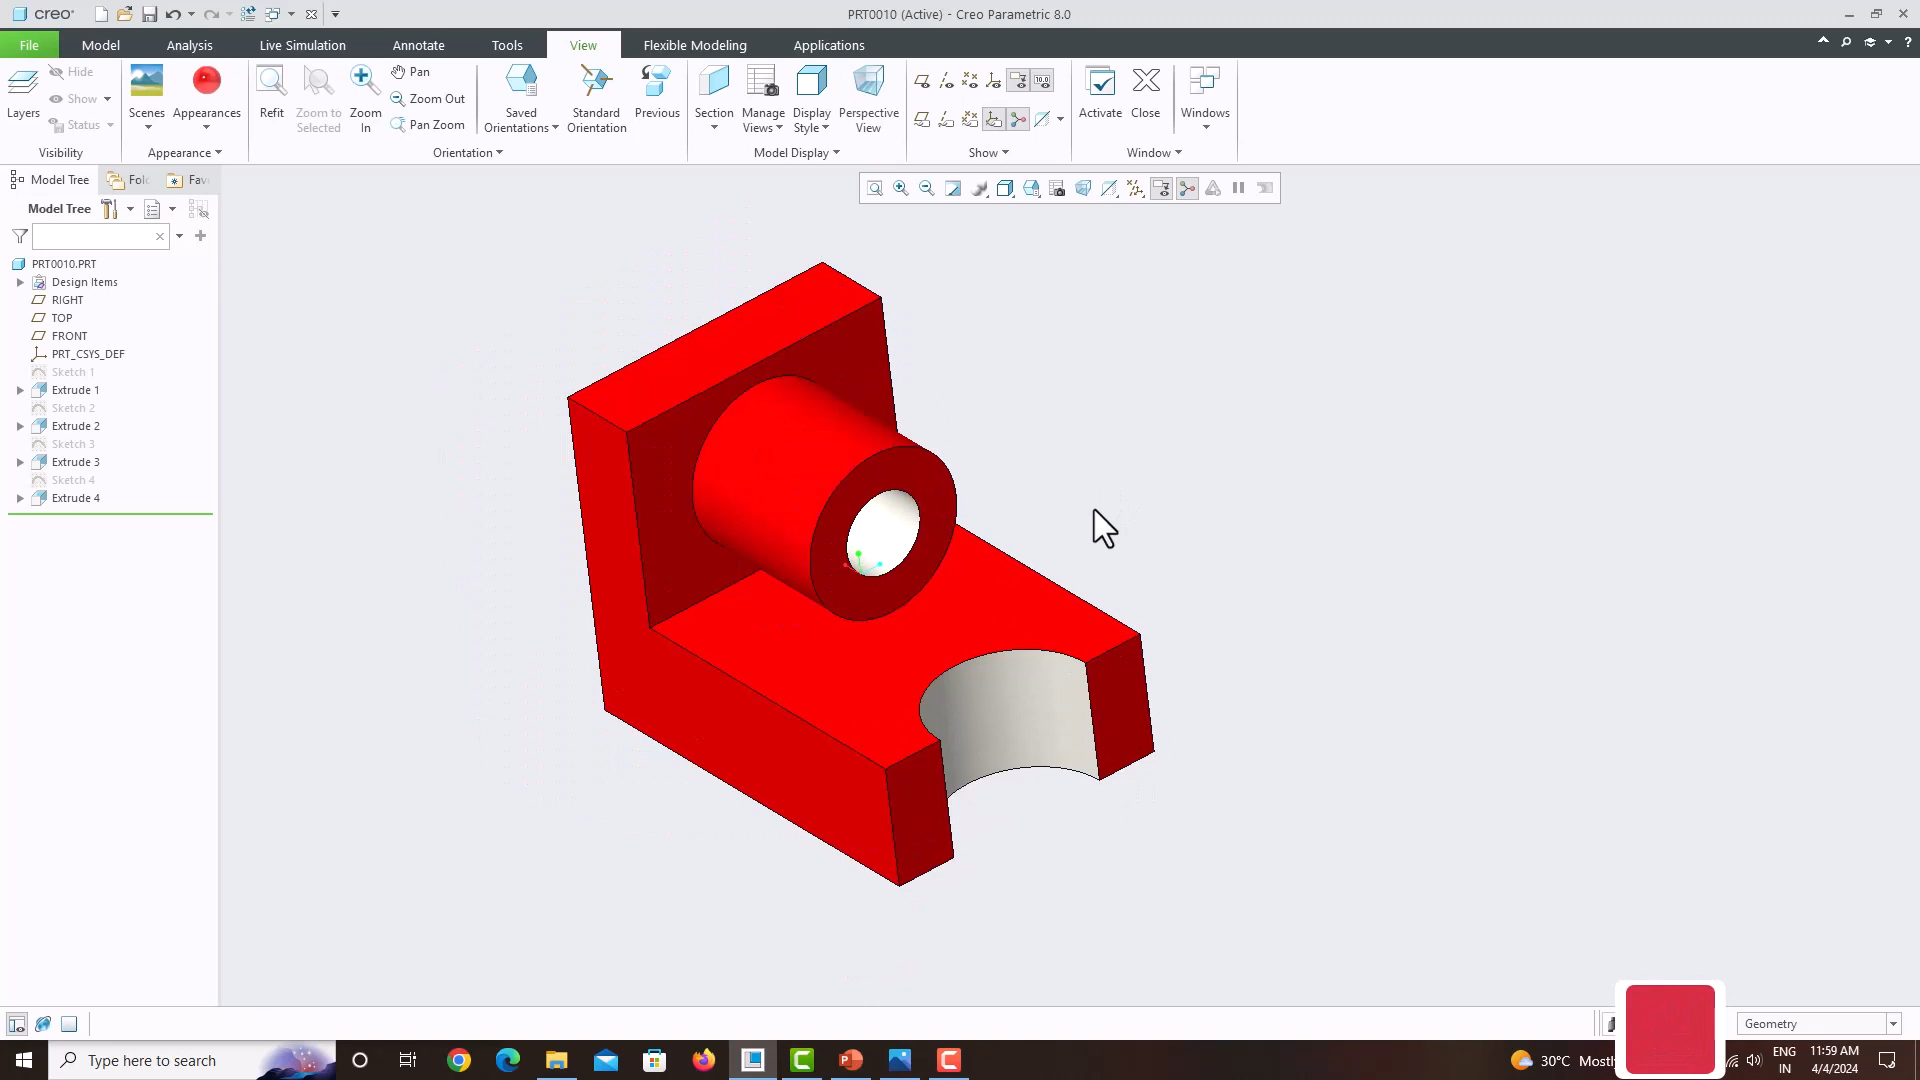 creo
PRT0010 (Active) - Creo Parametric 8.0
File Model Analysis Live Simulation Annotate Tools View Flexible Modeling Applications
Hide
Show
Status
Layers
Scenes
Appearances
Refit
Zoom to Selected
Zoom In
Pan
Zoom Out
Pan Zoom
Saved Orientations
Standard Orientation
Previous
Section
Manage Views
Display Style
Perspective View
10.0
Activate
Close
Windows
Visibility Appearance Orientation Model Display Show Window
Model Tree Fol Fav
Model Tree
PRT0010.PRT
Design Items
RIGHT
TOP
FRONT
PRT_CSYS_DEF
Sketch 1
Extrude 1
Sketch 2
Extrude 2
Sketch 3
Extrude 3
Sketch 4
Extrude 4
Geometry
Type here to search
30°C Mostly
ENG
IN
11:59 AM
4/4/2024